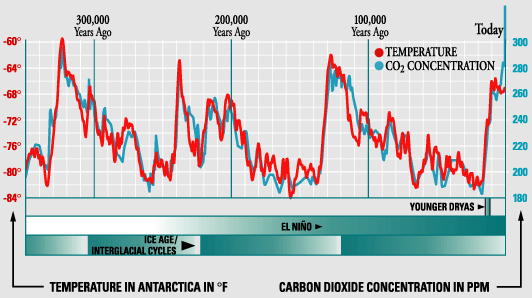 300,000
Years Ago
200,000
Years Ago
100,000
Years Ago
Today
-60°
-64°
-68°
-72°
-76°
-80°
-84°
300
280
260
240
220
200
180
TEMPERATURE
CO₂ CONCENTRATION
YOUNGER DRYAS
EL NIÑO
ICE AGE/
INTERGLACIAL CYCLES
TEMPERATURE IN ANTARCTICA IN °F
CARBON DIOXIDE CONCENTRATION IN PPM